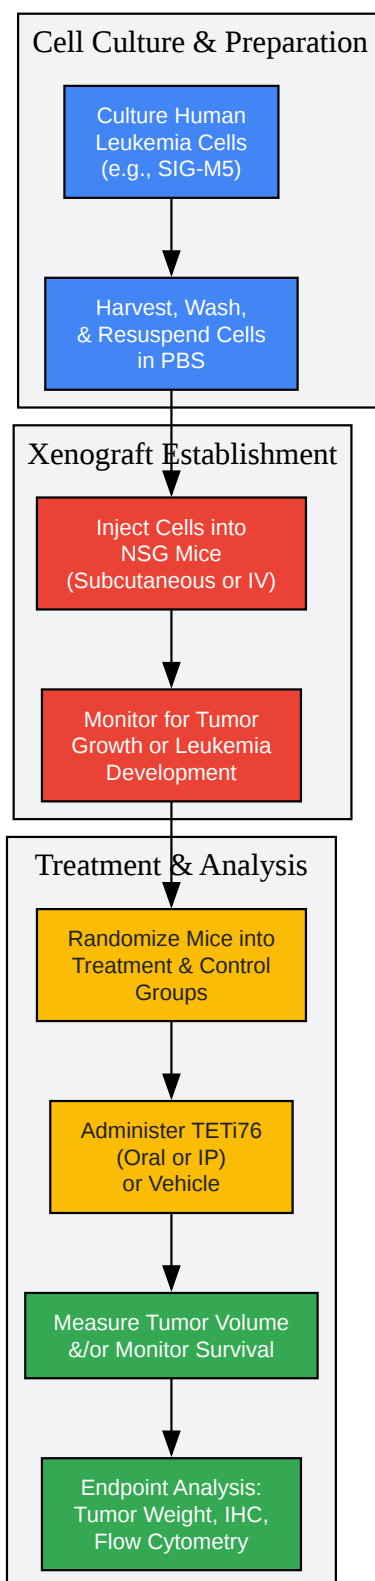 Cell Culture & Preparation
Culture Human
Leukemia Cells
(e.g., SIG-M5)
Harvest, Wash,
& Resuspend Cells
in PBS
Xenograft Establishment
Inject Cells into
NSG Mice
(Subcutaneous or IV)
Monitor for Tumor
Growth or Leukemia
Development
Treatment & Analysis
Randomize Mice into
Treatment & Control
Groups
Administer TETi76
(Oral or IP)
or Vehicle
Measure Tumor Volume
&/or Monitor Survival
Endpoint Analysis:
Tumor Weight, IHC,
Flow Cytometry